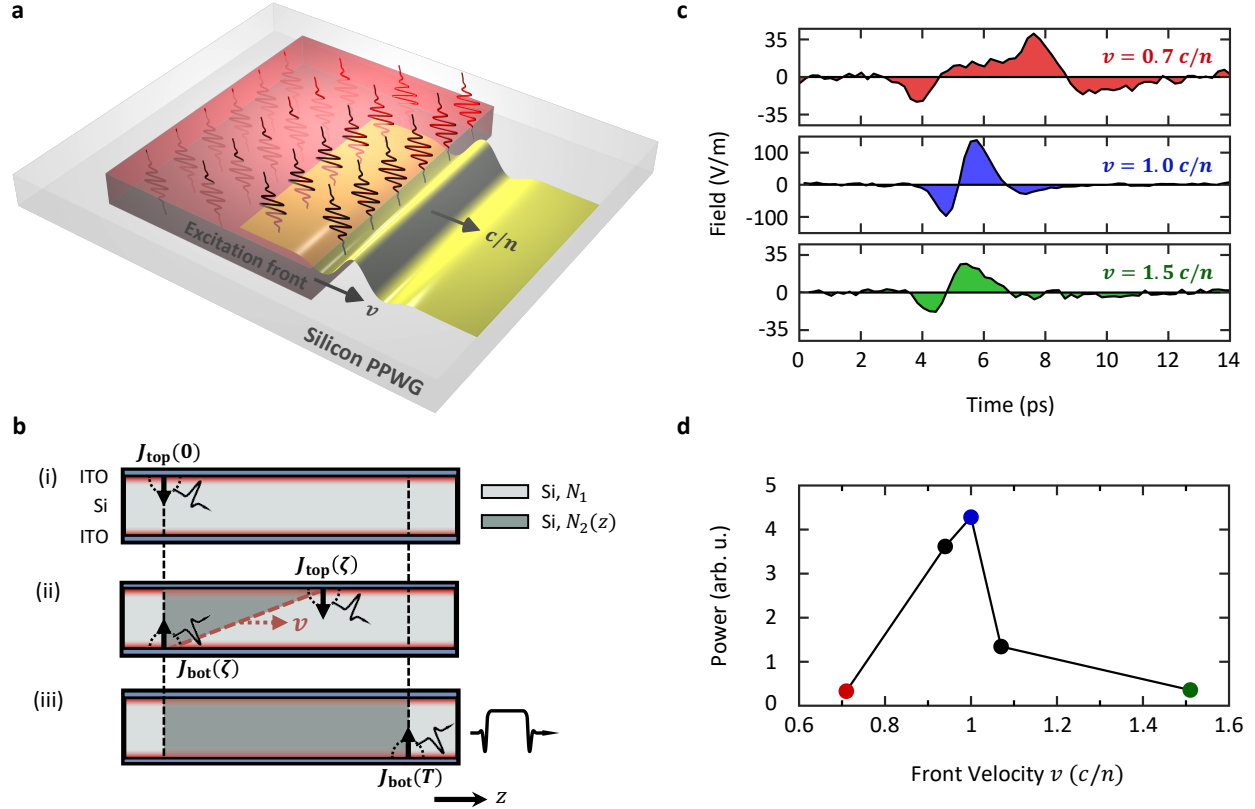 a
Excitation front
v
c/n
Silicon PPWG
b
J_top(0)
(i)
ITO
Si
ITO
Si, N_1
Si, N_2(z)
J_top(ζ)
(ii)
v
J_bot(ζ)
(iii)
J_bot(T)
z
c
35
0
-35
v = 0.7 c/n
100
0
-100
v = 1.0 c/n
35
0
-35
v = 1.5 c/n
Field (V/m)
0 2 4 6 8 10 12 14
Time (ps)
d
5
4
3
2
1
0
Power (arb. u.)
0.6 0.8 1 1.2 1.4 1.6
Front Velocity v (c/n)